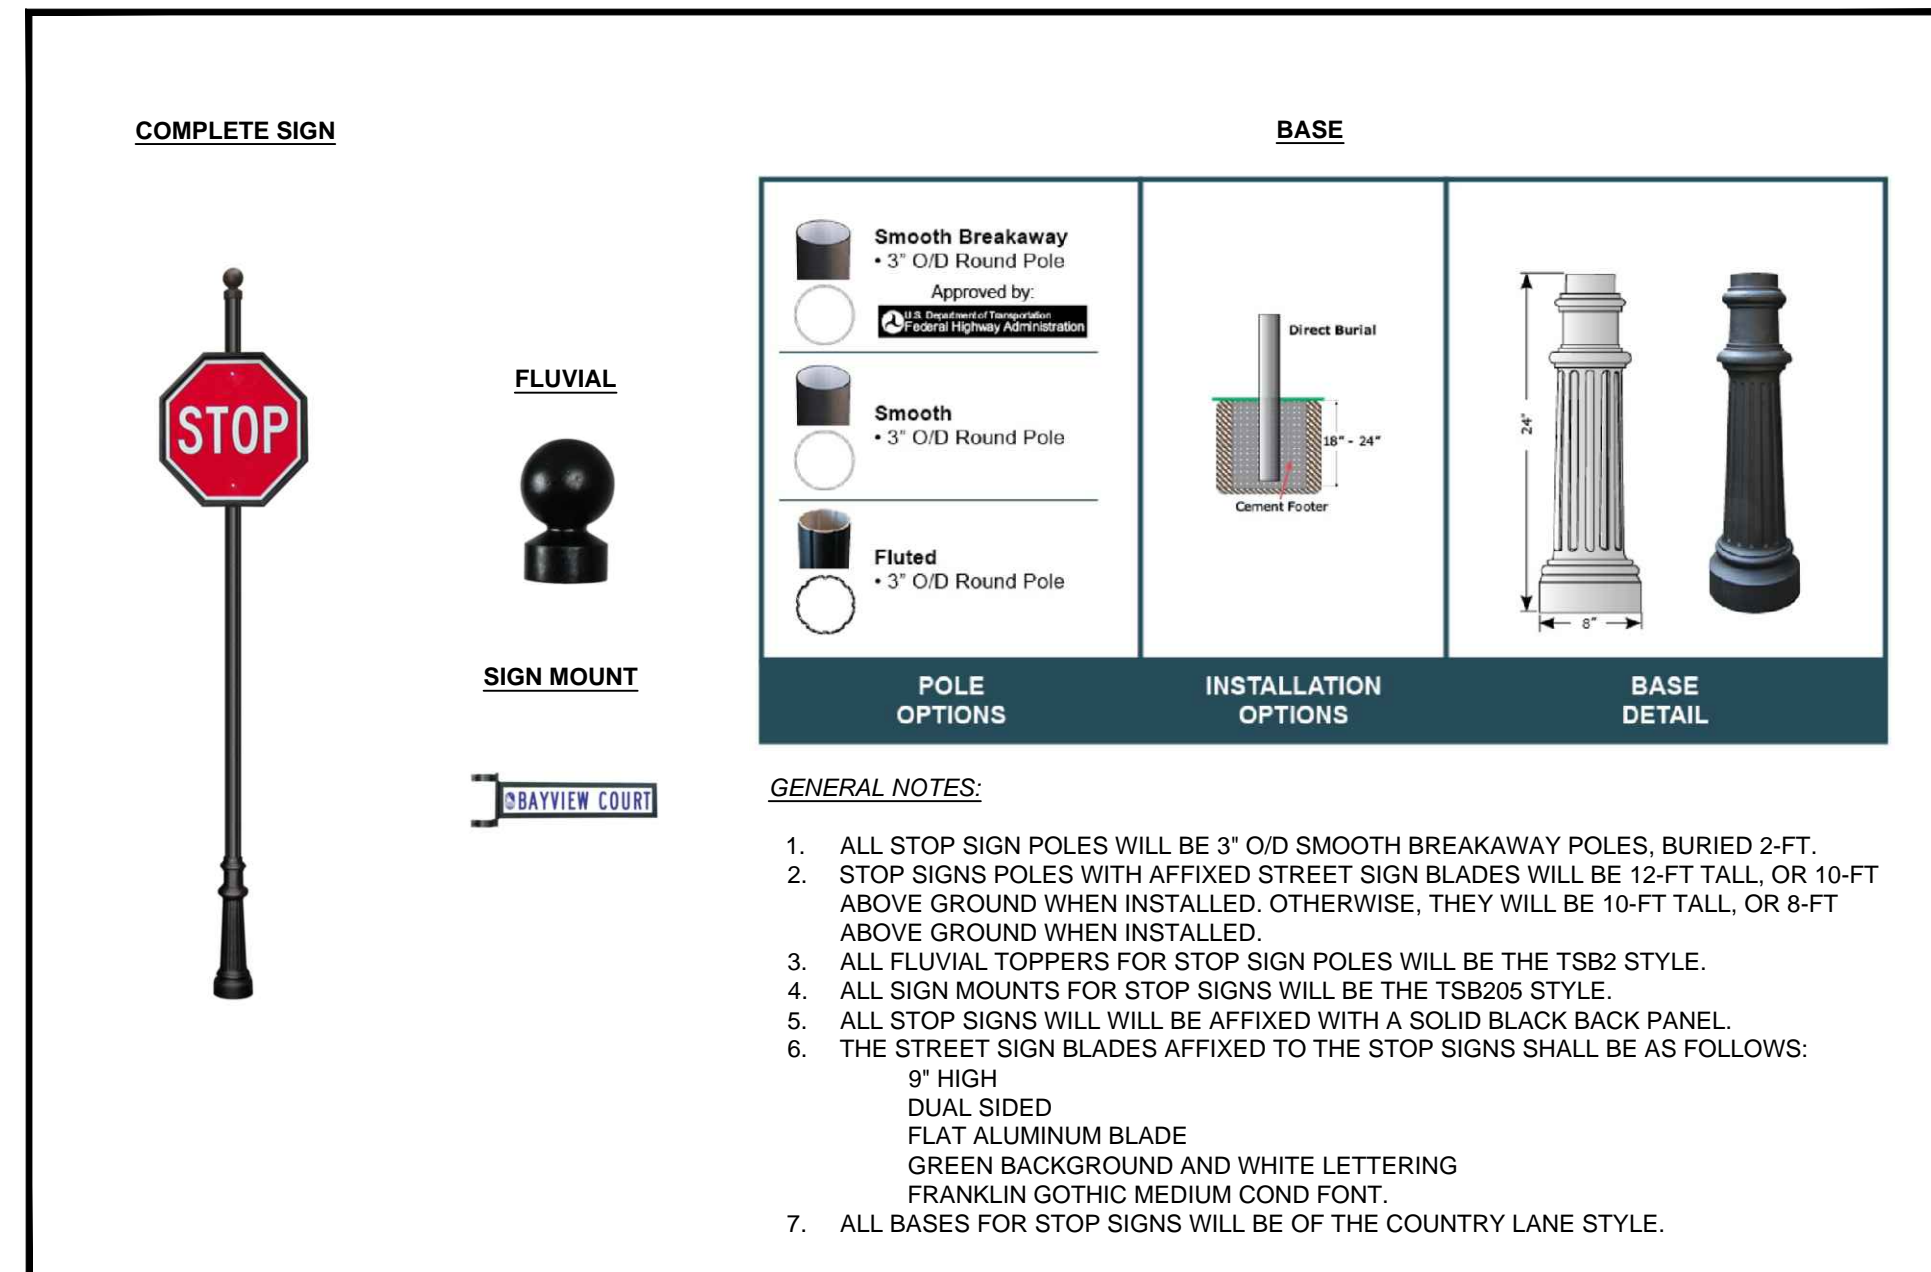 COMPLETE SIGN
STOP
FLUVIAL
SIGN MOUNT
BAYVIEW COURT
BASE
Smooth Breakaway
• 3" O/D Round Pole
Approved by:
U.S. Department of Transportation
Federal Highway Administration
Smooth
• 3" O/D Round Pole
Fluted
• 3" O/D Round Pole
POLE
OPTIONS
Direct Burial
18" - 24"
Cement Footer
INSTALLATION
OPTIONS
24"
8"
BASE
DETAIL
GENERAL NOTES:
1. ALL STOP SIGN POLES WILL BE 3" O/D SMOOTH BREAKAWAY POLES, BURIED 2-FT.
2. STOP SIGNS POLES WITH AFFIXED STREET SIGN BLADES WILL BE 12-FT TALL, OR 10-FT
ABOVE GROUND WHEN INSTALLED. OTHERWISE, THEY WILL BE 10-FT TALL, OR 8-FT
ABOVE GROUND WHEN INSTALLED.
3. ALL FLUVIAL TOPPERS FOR STOP SIGN POLES WILL BE THE TSB2 STYLE.
4. ALL SIGN MOUNTS FOR STOP SIGNS WILL BE THE TSB205 STYLE.
5. ALL STOP SIGNS WILL WILL BE AFFIXED WITH A SOLID BLACK BACK PANEL.
6. THE STREET SIGN BLADES AFFIXED TO THE STOP SIGNS SHALL BE AS FOLLOWS:
9" HIGH
DUAL SIDED
FLAT ALUMINUM BLADE
GREEN BACKGROUND AND WHITE LETTERING
FRANKLIN GOTHIC MEDIUM COND FONT.
7. ALL BASES FOR STOP SIGNS WILL BE OF THE COUNTRY LANE STYLE.